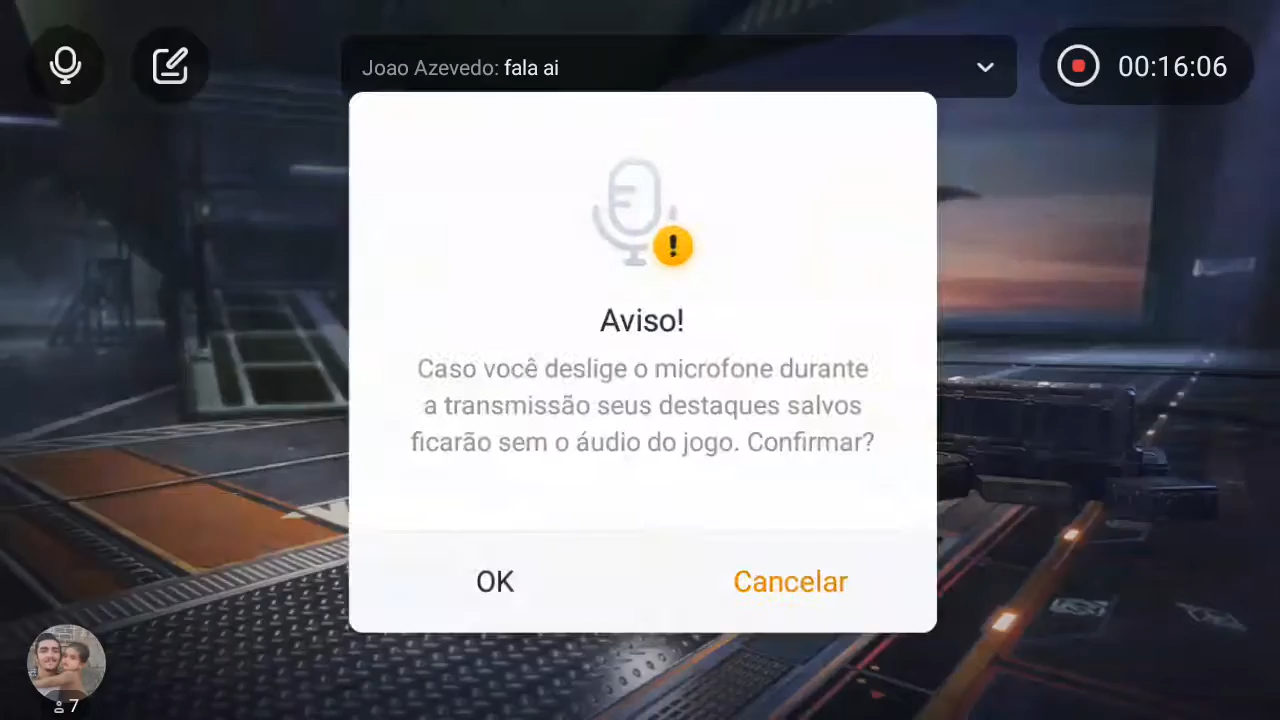 Joao Azevedo: fala ai
00:16:06
Aviso!
Caso você deslige o microfone durante
a transmissão seus destaques salvos
ficarão sem o áudio do jogo. Confirmar?
OK
Cancelar
7